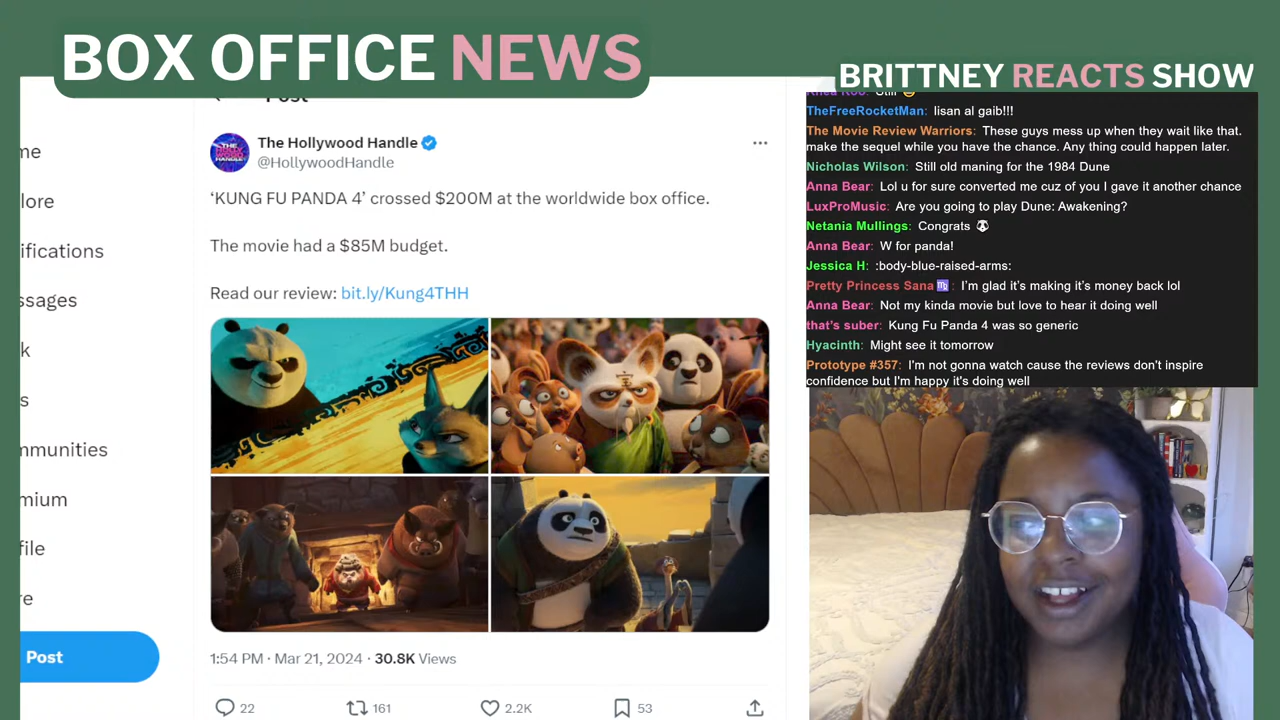 BOX OFFICE NEWS
BRITTNEY REACTS SHOW
Post
me
lore
ifications
ssages
k
s
mmunities
mium
file
re
Post
The Hollywood Handle
@HollywoodHandle
‘KUNG FU PANDA 4’ crossed $200M at the worldwide box office.
The movie had a $85M budget.
Read our review: bit.ly/Kung4THH
1:54 PM · Mar 21, 2024 · 30.8K Views
22 161 2.2K 53
TheFreeRocketMan: lisan al gaib!!!
The Movie Review Warriors: These guys mess up when they wait like that.
make the sequel while you have the chance. Any thing could happen later.
Nicholas Wilson: Still old maning for the 1984 Dune
Anna Bear: Lol u for sure converted me cuz of you I gave it another chance
LuxProMusic: Are you going to play Dune: Awakening?
Netania Mullings: Congrats 🐼
Anna Bear: W for panda!
Jessica H: :body-blue-raised-arms:
Pretty Princess Sana♍: I’m glad it’s making it’s money back lol
Anna Bear: Not my kinda movie but love to hear it doing well
that’s suber: Kung Fu Panda 4 was so generic
Hyacinth: Might see it tomorrow
Prototype #357: I'm not gonna watch cause the reviews don't inspire
confidence but I'm happy it's doing well